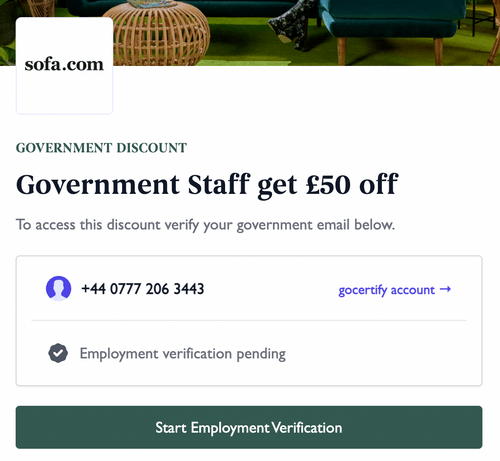 sofa.com
GOVERNMENT DISCOUNT
Government Staff get £50 off
To access this discount verify your government email below.
+44 0777 206 3443
gocertify account →
Employment verification pending
Start Employment Verification